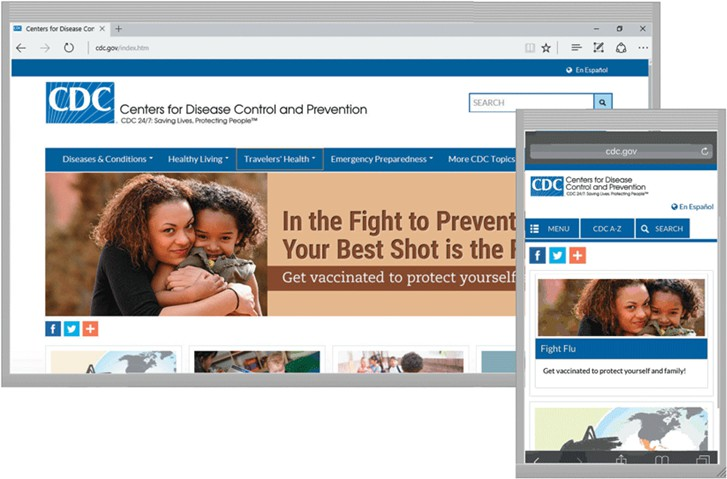 Centers for Disease Cor
cdc.gov/index.htm
En Español
CDC
Centers for Disease Control and Prevention
CDC 24/7: Saving Lives, Protecting People™
SEARCH
Diseases & Conditions
Healthy Living
Travelers' Health
Emergency Preparedness
More CDC Topics
In the Fight to Prevent
Your Best Shot is the
Get vaccinated to protect yourself
cdc.gov
CDC
Centers for Disease
Control and Prevention
CDC 24/7: Saving Lives, Protecting People™
En Español
MENU
CDC A-Z
SEARCH
Fight Flu
Get vaccinated to protect yourself and family!